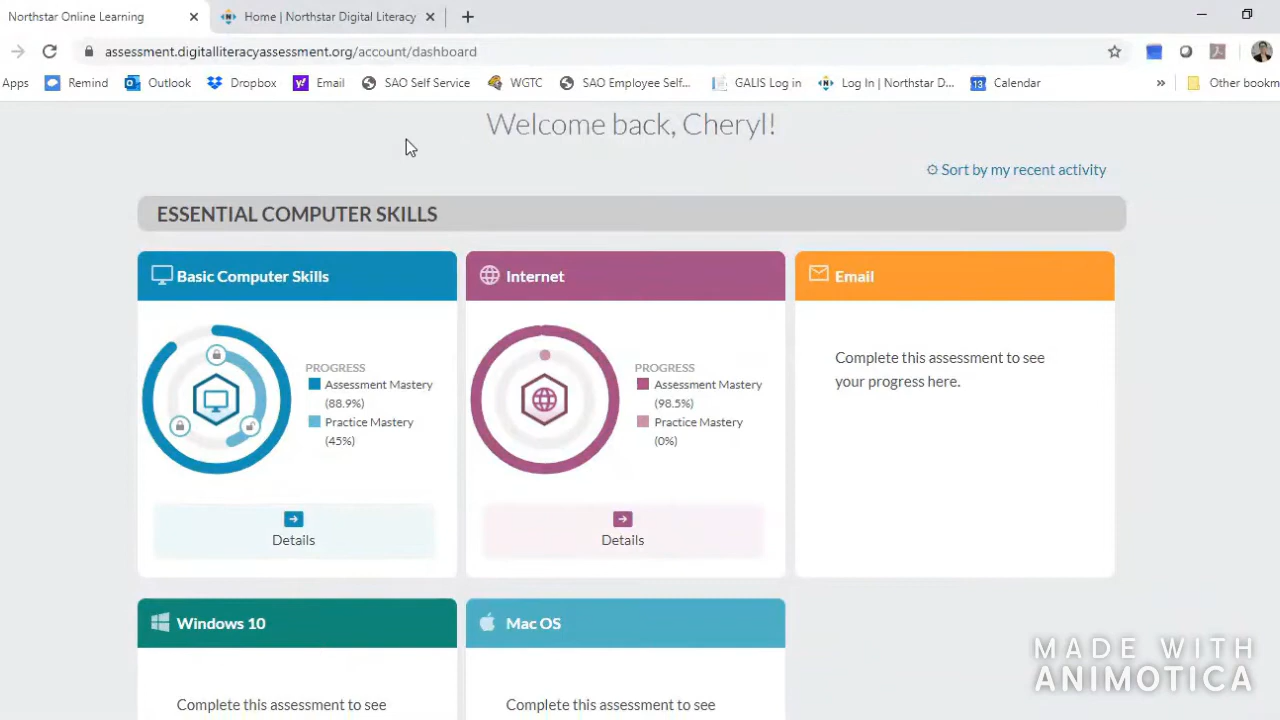 Northstar Online Learning
Home | Northstar Digital Literacy
assessment.digitalliteracyassessment.org/account/dashboard
Apps Remind Outlook Dropbox Email SAO Self Service WGTC SAO Employee Self... GALIS Log in Log In | Northstar D... 13 Calendar » Other bookm
Welcome back, Cheryl!
Sort by my recent activity
ESSENTIAL COMPUTER SKILLS
Basic Computer Skills
PROGRESS
Assessment Mastery
(88.9%)
Practice Mastery
(45%)
Details
Internet
PROGRESS
Assessment Mastery
(98.5%)
Practice Mastery
(0%)
Details
Email
Complete this assessment to see
your progress here.
Windows 10
Complete this assessment to see
Mac OS
Complete this assessment to see
MADE WITH
ANIMOTICA